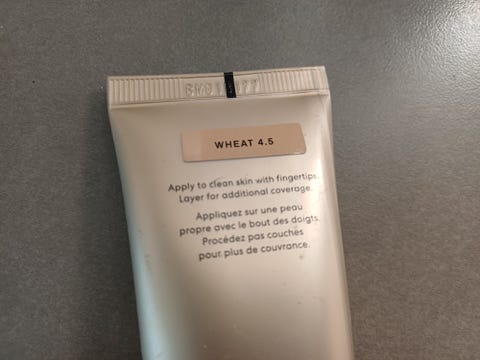 WHEAT 4.5
Apply to clean skin with fingertips.
Layer for additional coverage.
Appliquez sur une peau
propre avec le bout des doigts.
Procédez pas couches
pour plus de couvrance.